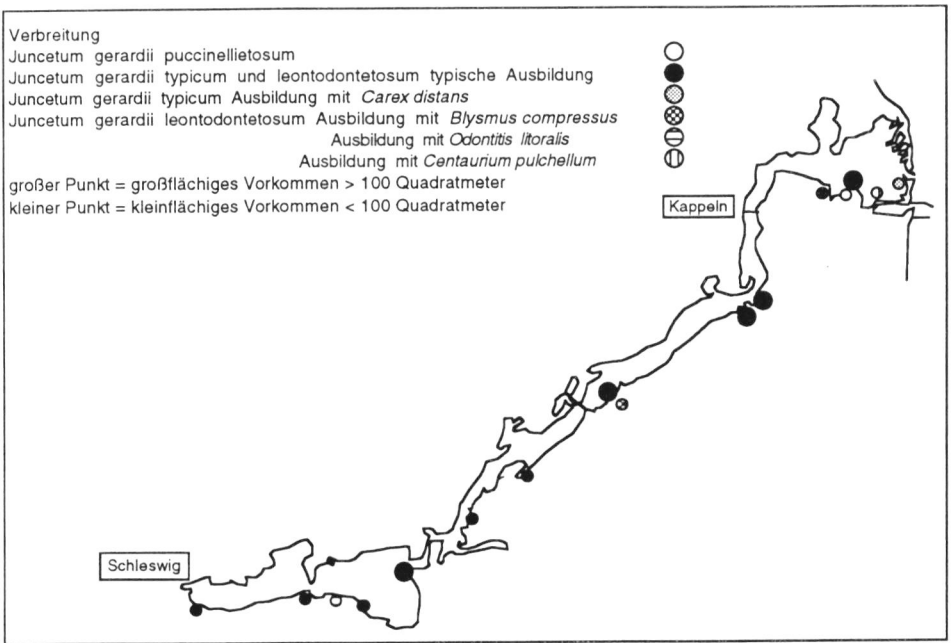 Verbreitung
Juncetum gerardii puccinellietosum
Juncetum gerardii typicum und leontodontetosum typische Ausbildung
Juncetum gerardii typicum Ausbildung mit Carex distans
Juncetum gerardii leontodontetosum Ausbildung mit Blysmus compressus
Ausbildung mit Odontitis litoralis
Ausbildung mit Centaurium pulchellum
großer Punkt = großflächiges Vorkommen > 100 Quadratmeter
kleiner Punkt = kleinflächiges Vorkommen < 100 Quadratmeter
Kappeln
Schleswig